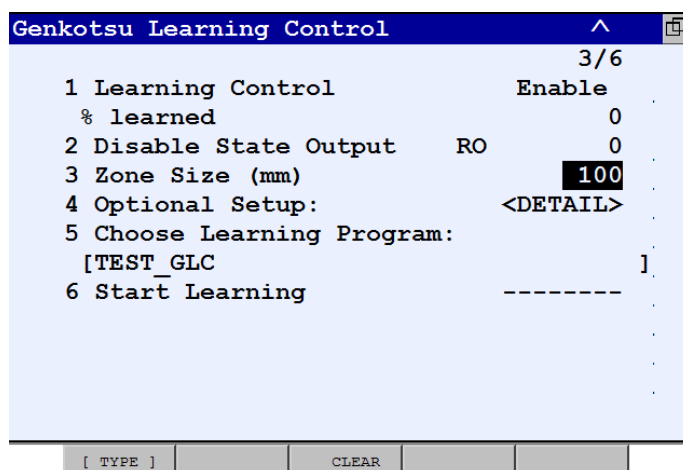 Genkotsu Learning Control ^
3/6
1 Learning Control Enable
% learned 0
2 Disable State Output RO 0
3 Zone Size (mm) 100
4 Optional Setup: <DETAIL>
5 Choose Learning Program:
[TEST_GLC ]
6 Start Learning --------
[ TYPE ] CLEAR